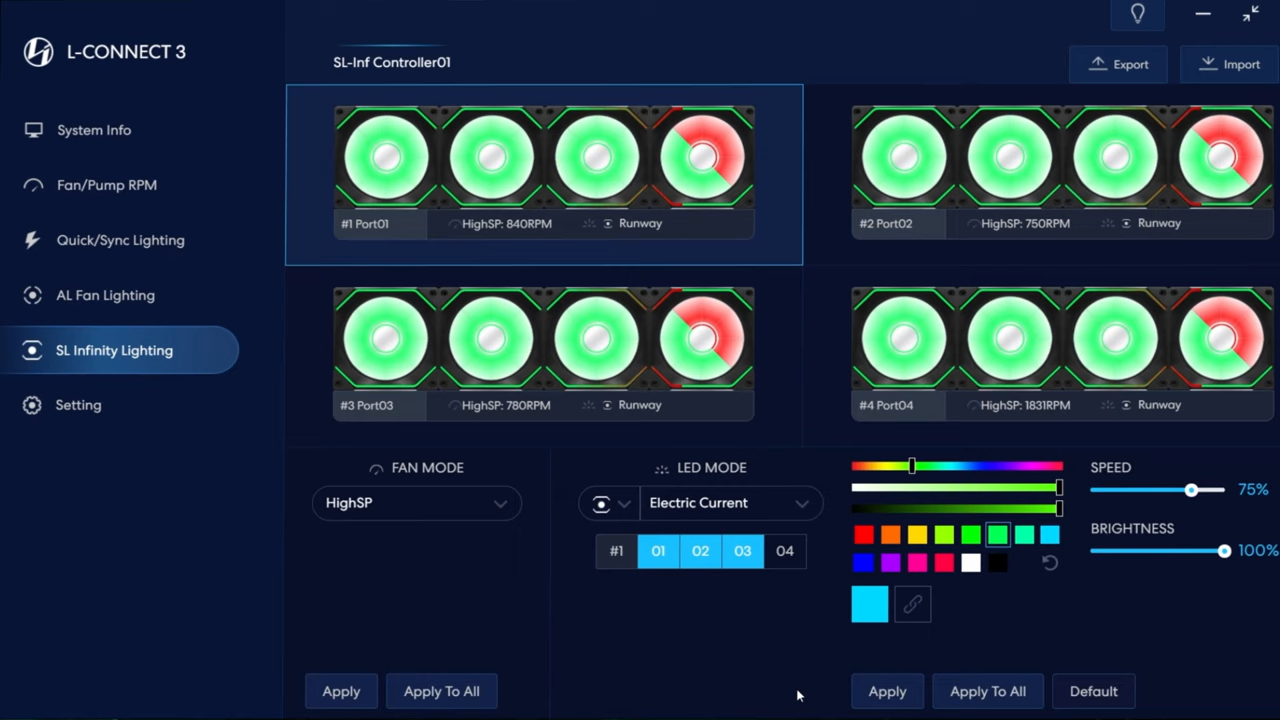 L-CONNECT 3
System Info
Fan/Pump RPM
Quick/Sync Lighting
AL Fan Lighting
SL Infinity Lighting
Setting
SL-Inf Controller01
Export
Import
#1 Port01 HighSP: 840RPM Runway
#2 Port02 HighSP: 750RPM Runway
#3 Port03 HighSP: 780RPM Runway
#4 Port04 HighSP: 1831RPM Runway
FAN MODE
HighSP
Apply Apply To All
LED MODE
Electric Current
#1 01 02 03 04
SPEED
75%
BRIGHTNESS
100%
Apply Apply To All Default